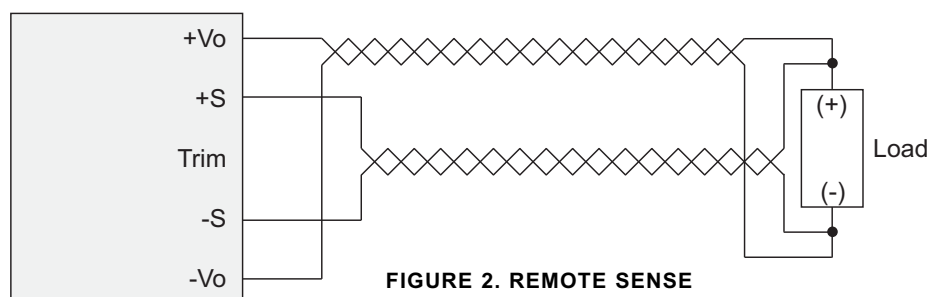 +Vo
+S
Trim
-S
-Vo
(+)
Load
(-)
FIGURE 2. REMOTE SENSE